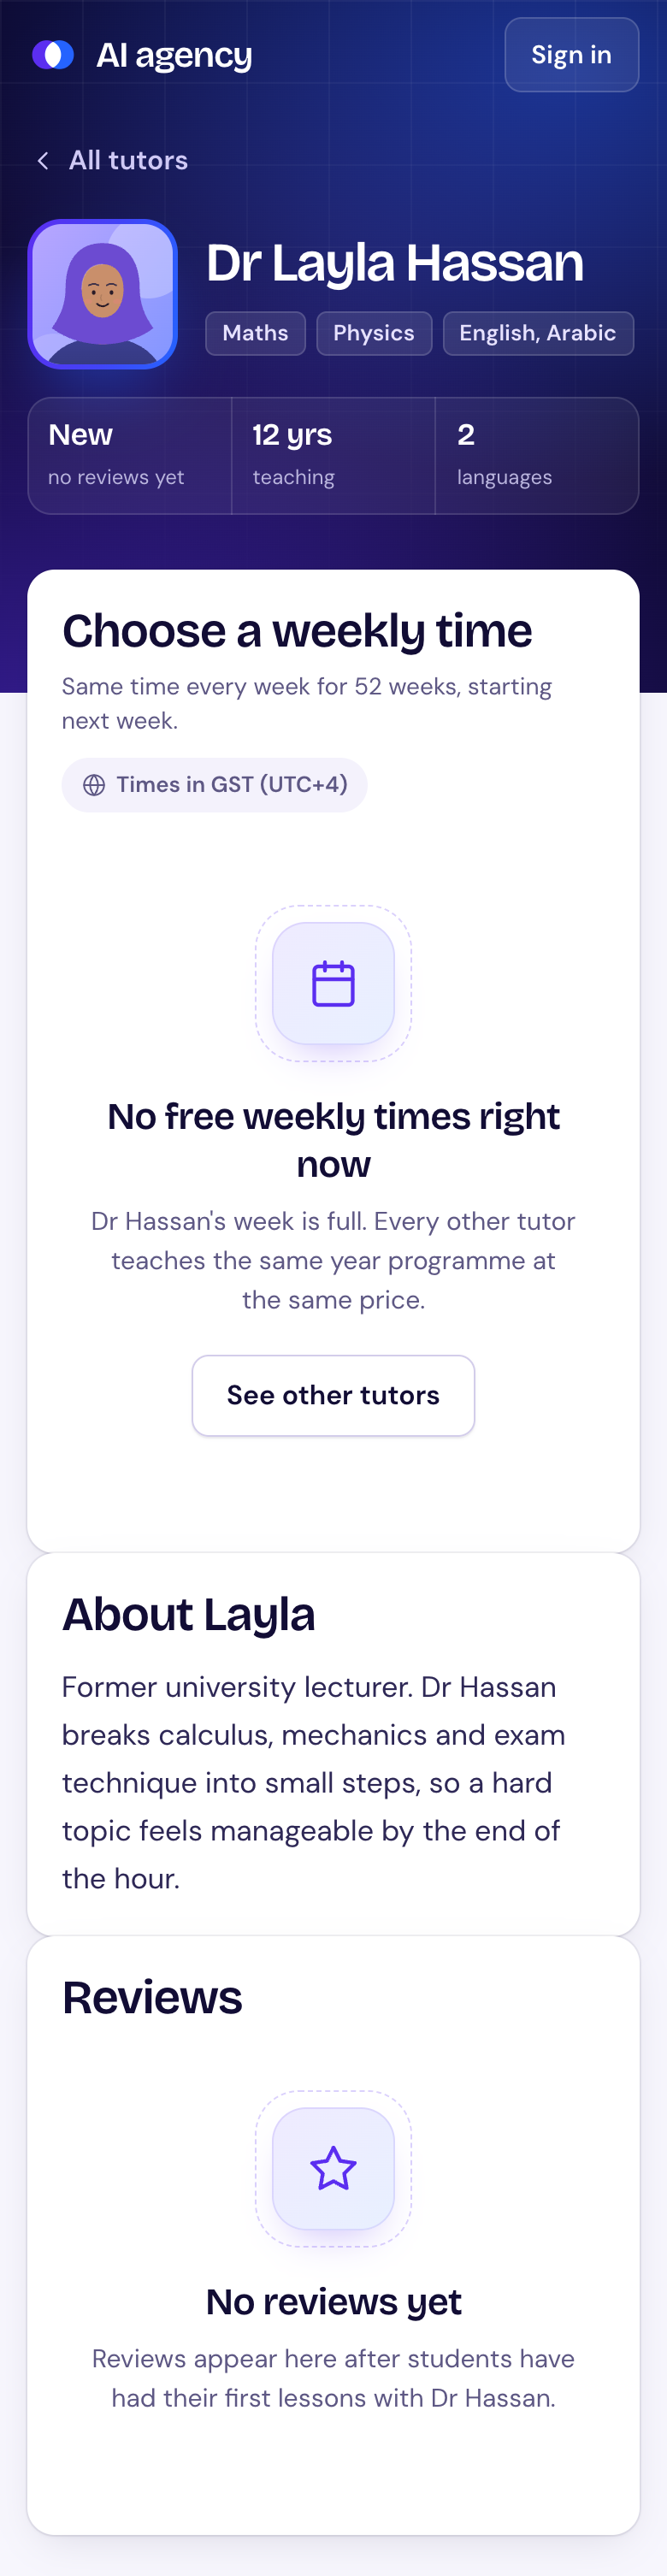 AI agency
Sign in
All tutors
Dr Layla Hassan
Maths
Physics
English, Arabic
New
no reviews yet
12 yrs
teaching
2
languages
Choose a weekly time
Same time every week for 52 weeks, starting
next week.
Times in GST (UTC+4)
No free weekly times right
now
Dr Hassan's week is full. Every other tutor
teaches the same year programme at
the same price.
See other tutors
About Layla
Former university lecturer. Dr Hassan
breaks calculus, mechanics and exam
technique into small steps, so a hard
topic feels manageable by the end of
the hour.
Reviews
No reviews yet
Reviews appear here after students have
had their first lessons with Dr Hassan.